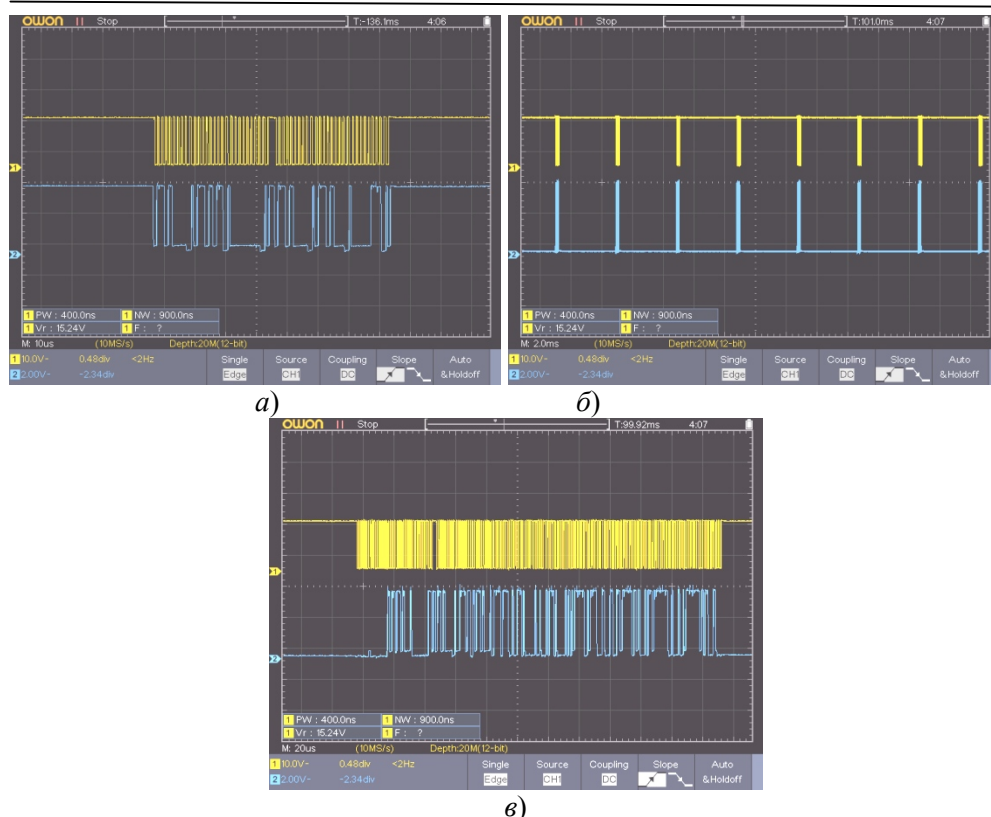 OWON Stop T:-136.1ms 4:06
1
2
1 PW : 400.0ns 1 NW : 900.0ns
1 Vr : 15.24V 1 F : ?
M: 10us (10MS/s) Depth:20M(12-bit)
1 10.0V~ 0.48div <2Hz Single Source Coupling Slope Auto
2 2.00V~ -2.34div Edge CH1 DC &Holdoff
а)
OWON Stop T:101.0ms 4:07
1
2
1 PW : 400.0ns 1 NW : 900.0ns
1 Vr : 15.24V 1 F : ?
M: 2.0ms (10MS/s) Depth:20M(12-bit)
1 10.0V~ 0.48div <2Hz Single Source Coupling Slope Auto
2 2.00V~ -2.34div Edge CH1 DC &Holdoff
б)
OWON Stop T:99.92ms 4:07
1
2
1 PW : 400.0ns 1 NW : 900.0ns
1 Vr : 15.24V 1 F : ?
M: 20us (10MS/s) Depth:20M(12-bit)
1 10.0V~ 0.48div <2Hz Single Source Coupling Slope Auto
2 2.00V~ -2.34div Edge CH1 DC &Holdoff
в)